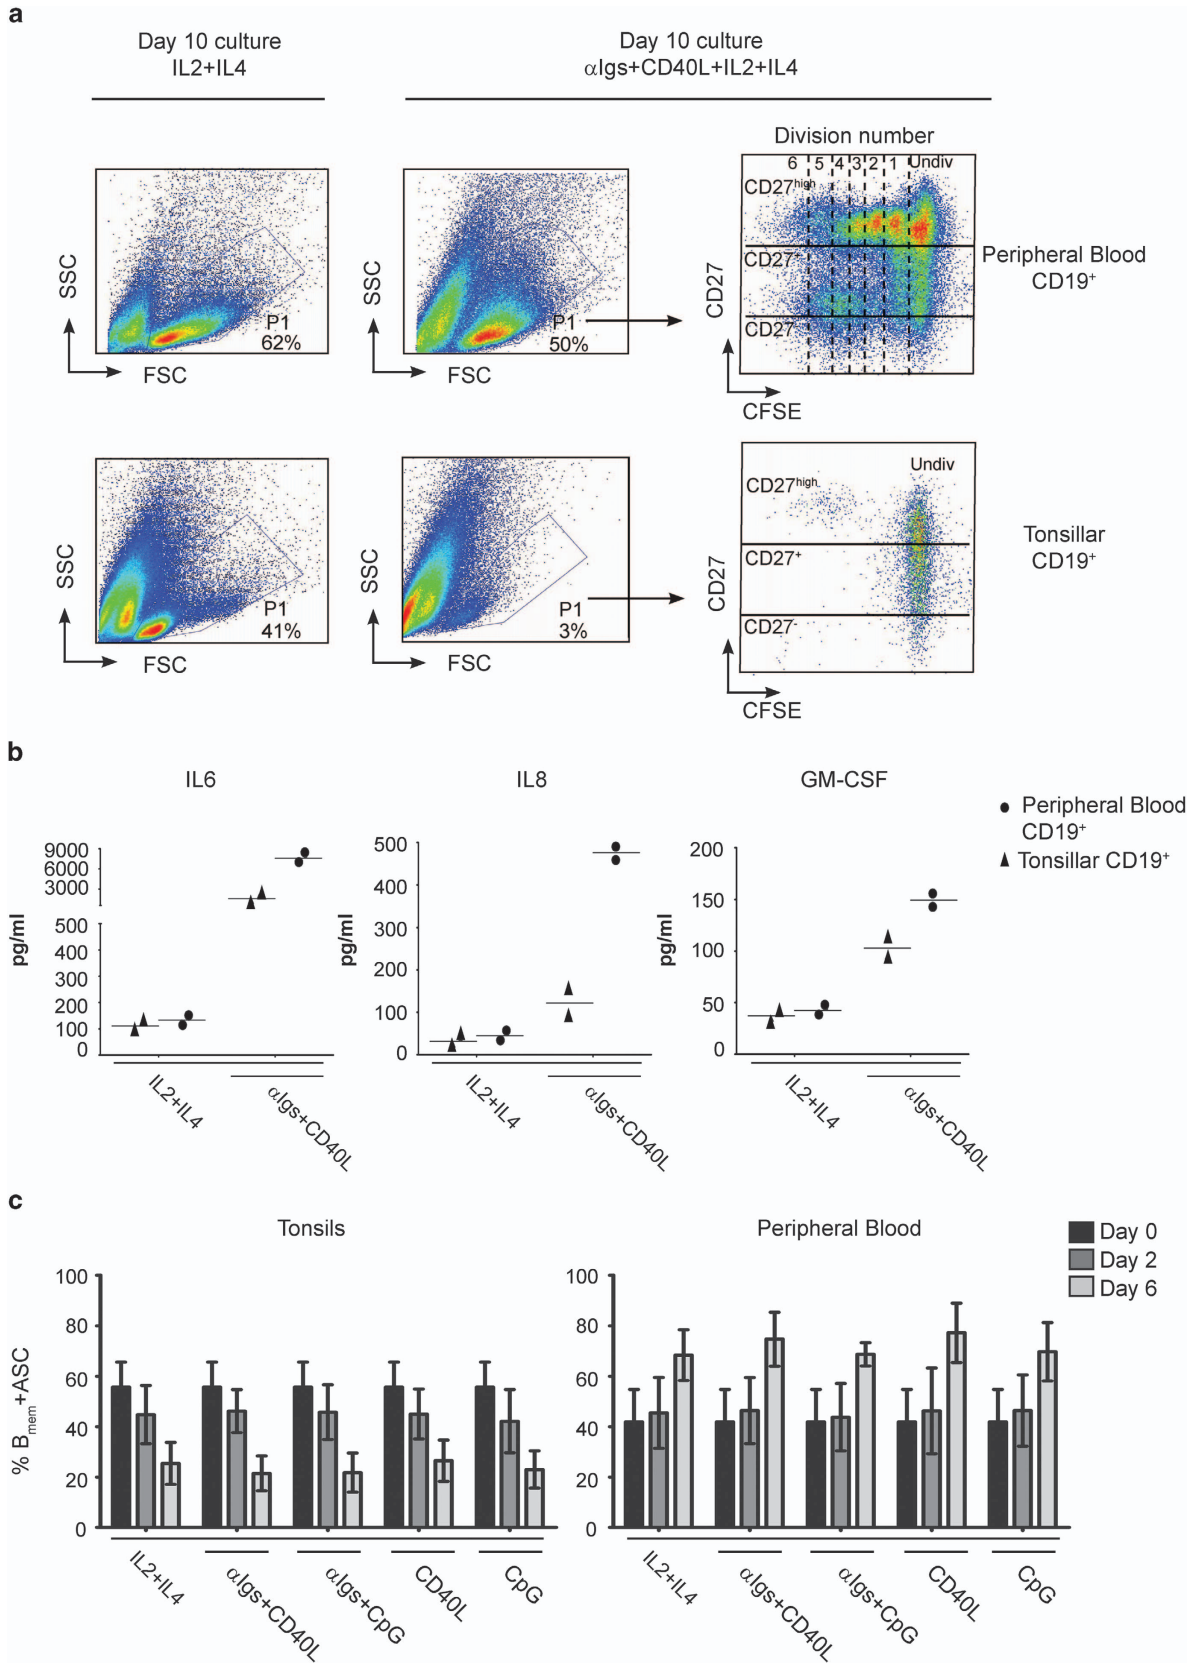 a
Day 10 culture
IL2+IL4
Day 10 culture
αIgs+CD40L+IL2+IL4
SSC
P1
62%
FSC
SSC
P1
50%
FSC
Division number
6 5 4 3 2 1 Undiv
CD27high
CD27+
CD27-
CD27
CFSE
Peripheral Blood
CD19+
SSC
P1
41%
FSC
SSC
P1
3%
FSC
Undiv
CD27high
CD27+
CD27-
CD27
CFSE
Tonsillar
CD19+
b
IL6
pg/ml
9000
6000
3000
500
400
300
200
100
0
IL2+IL4
αIgs+CD40L
IL8
pg/ml
500
400
300
200
100
0
IL2+IL4
αIgs+CD40L
GM-CSF
pg/ml
200
150
100
50
0
IL2+IL4
αIgs+CD40L
Peripheral Blood
CD19+
Tonsillar CD19+
c
Tonsils
% Bmem+ASC
100
80
60
40
20
0
IL2+IL4
αIgs+CD40L
αIgs+CpG
CD40L
CpG
Peripheral Blood
100
80
60
40
20
0
IL2+IL4
αIgs+CD40L
αIgs+CpG
CD40L
CpG
Day 0
Day 2
Day 6